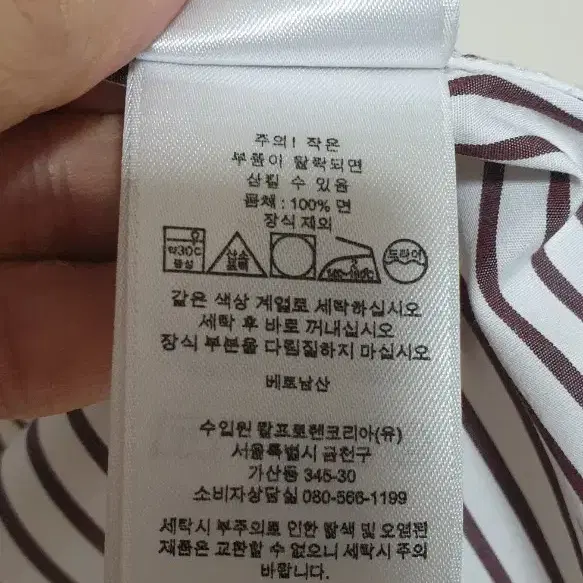 주의! 작은
부품이 탈락되면
삼킬 수 있음
몸체 : 100% 면
장식 제외
약30℃
중성
산소
표백
140~160℃
드라이
같은 색상 계열로 세탁하십시오
세탁 후 바로 꺼내십시오
장식 부분을 다림질하지 마십시오
베트남산
수입원 랄프로렌코리아(유)
서울특별시 금천구
가산동 345-30
소비자상담실 080-566-1199
세탁시 부주의로 인한 탈색 및 오염된
제품은 교환할 수 없으니 세탁시 주의
바랍니다